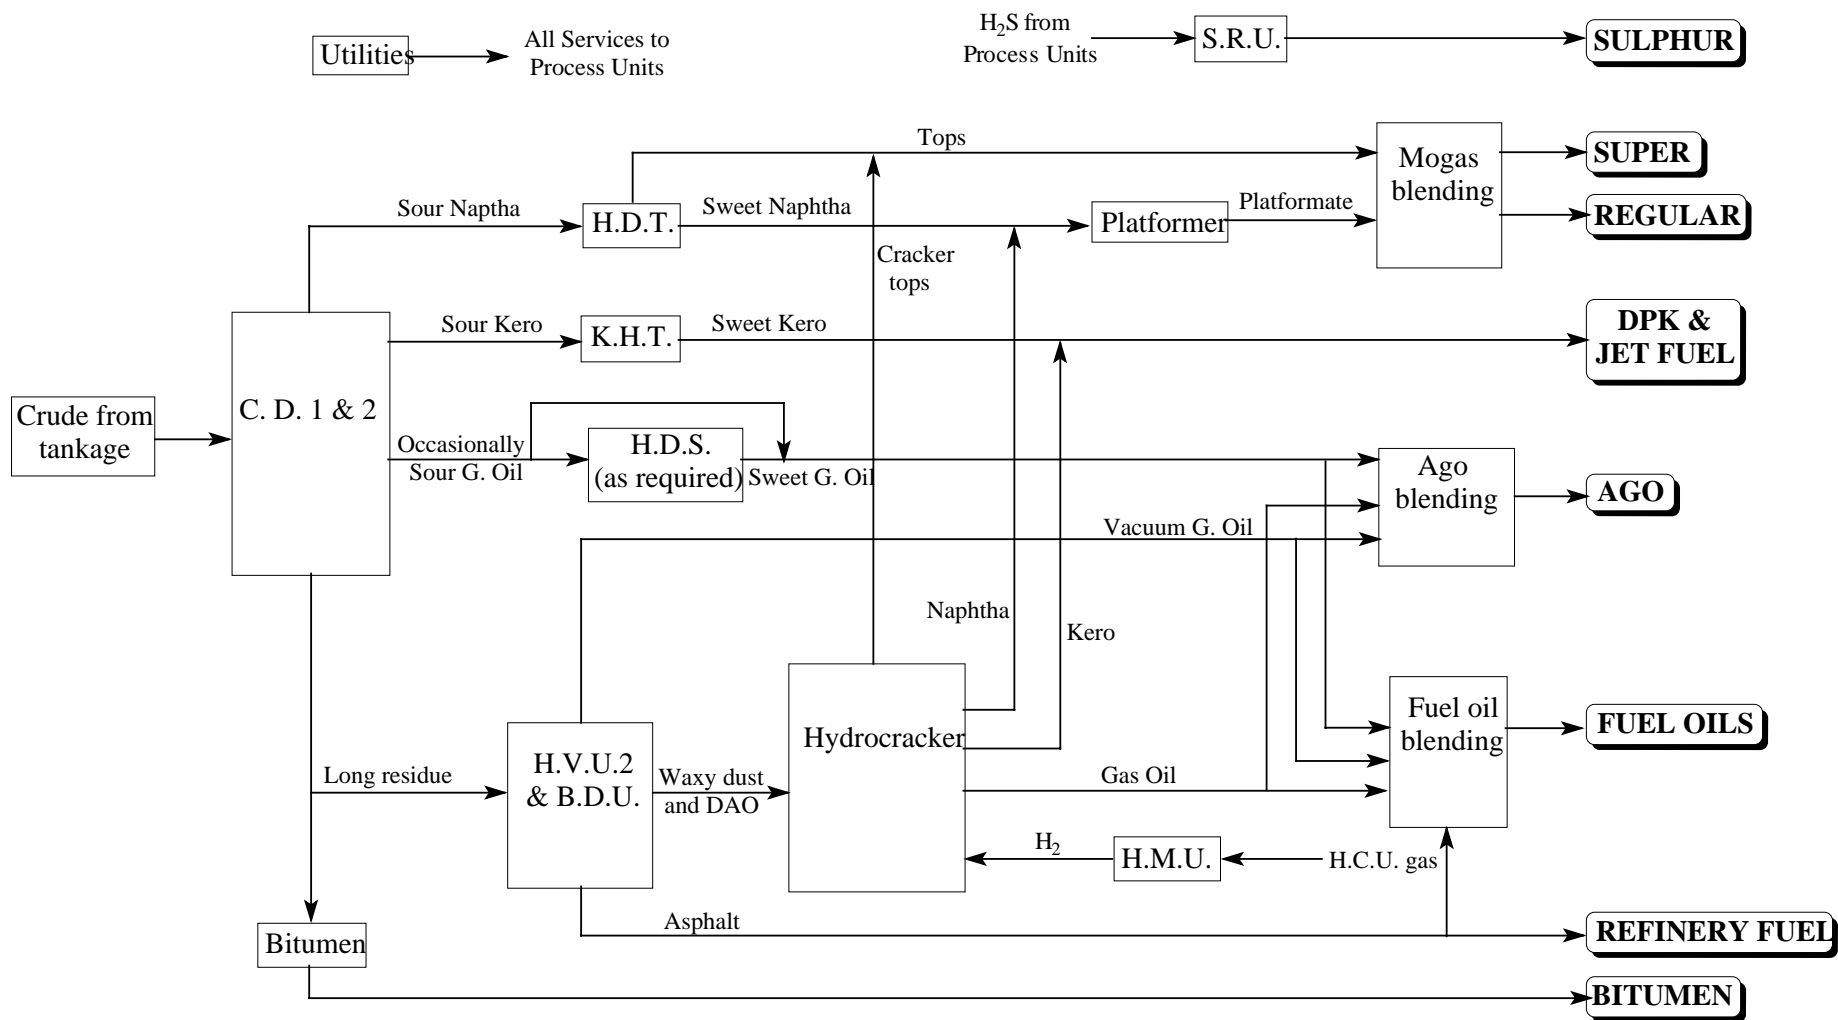 Utilities
All Services to
Process Units
H₂S from
Process Units
S.R.U.
SULPHUR
Tops
Mogas
blending
SUPER
Sour Naptha
H.D.T.
Sweet Naphtha
Platformer
Platformate
REGULAR
Cracker
tops
Sour Kero
K.H.T.
Sweet Kero
DPK &
JET FUEL
Crude from
tankage
C. D. 1 & 2
Occasionally
Sour G. Oil
H.D.S.
(as required)
Sweet G. Oil
Ago
blending
AGO
Vacuum G. Oil
Naphtha
Kero
Hydrocracker
Fuel oil
blending
FUEL OILS
Long residue
H.V.U.2
& B.D.U.
Waxy dust
and DAO
Gas Oil
H₂
H.M.U.
H.C.U. gas
Asphalt
REFINERY FUEL
Bitumen
BITUMEN